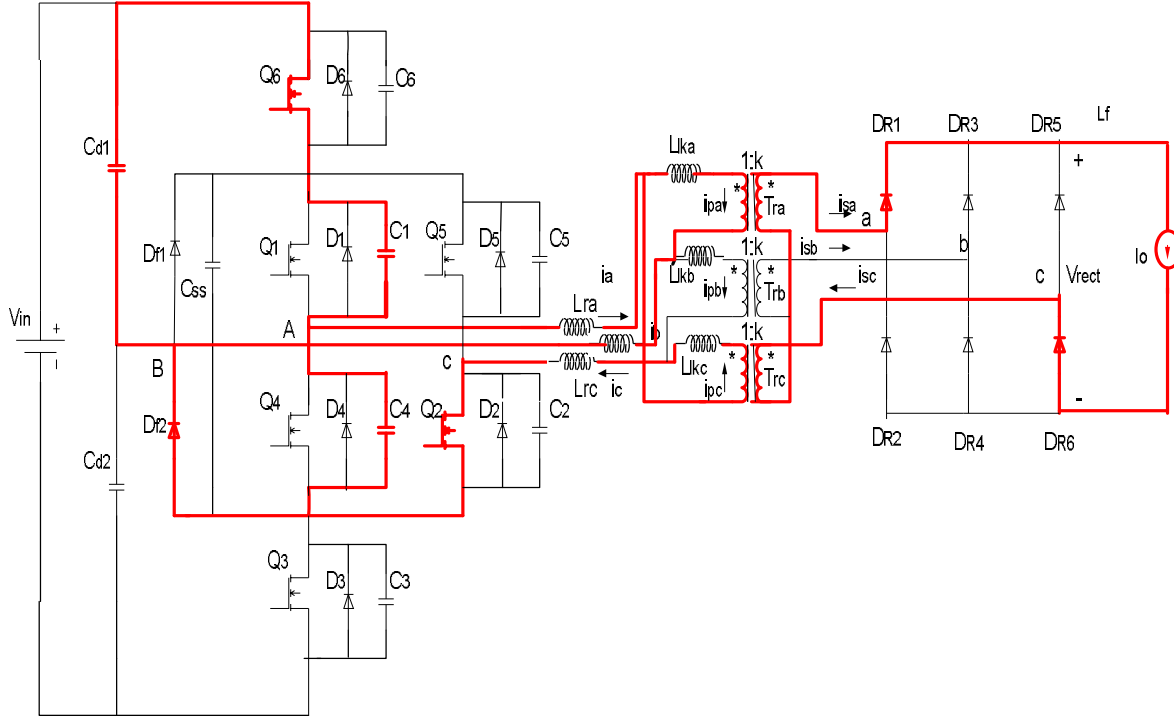 Q6 D6 C6
DR1 DR3 DR5 Lf
Cd1
Llka 1:k
+
ipa * * Tra isa a
Df1 Css Q1 D1 C1 Q5 D5 C5
1:k isb b
Llkb isc c Vrect Io
ia
ipb * * Trb
Vin + Lra ib
A
1:k
B c Lrc ic Llkc ipc * * Trc
Df2 Q4 D4 C4 Q2 D2 C2
-
DR2 DR4 DR6
Cd2
Q3 D3 C3